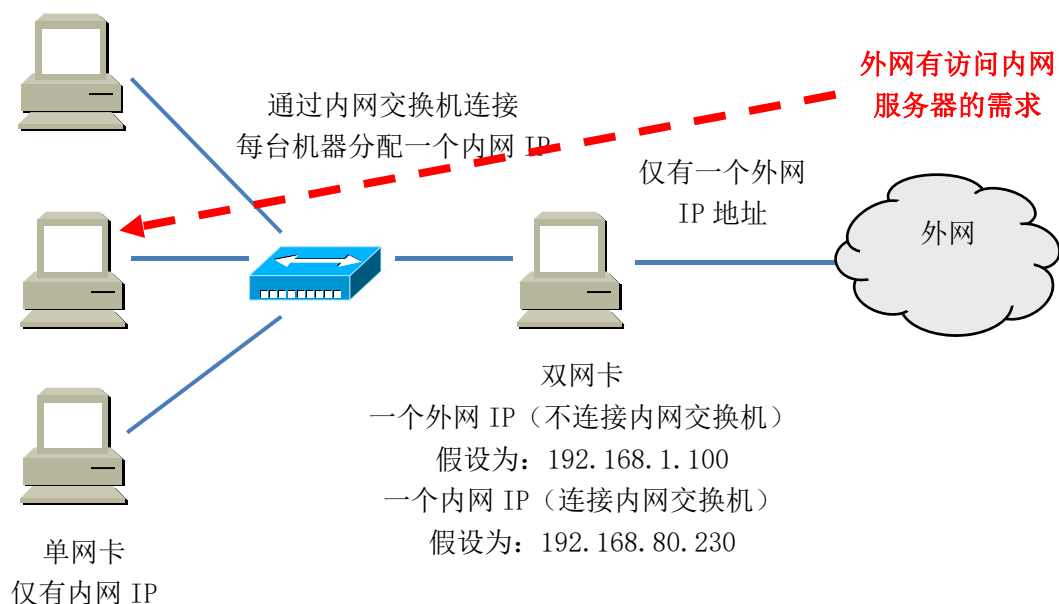 外网有访问内网
服务器的需求
通过内网交换机连接
每台机器分配一个内网 IP
仅有一个外网
IP 地址
外网
双网卡
一个外网 IP（不连接内网交换机）
假设为：192.168.1.100
一个内网 IP（连接内网交换机）
假设为：192.168.80.230
单网卡
仅有内网 IP